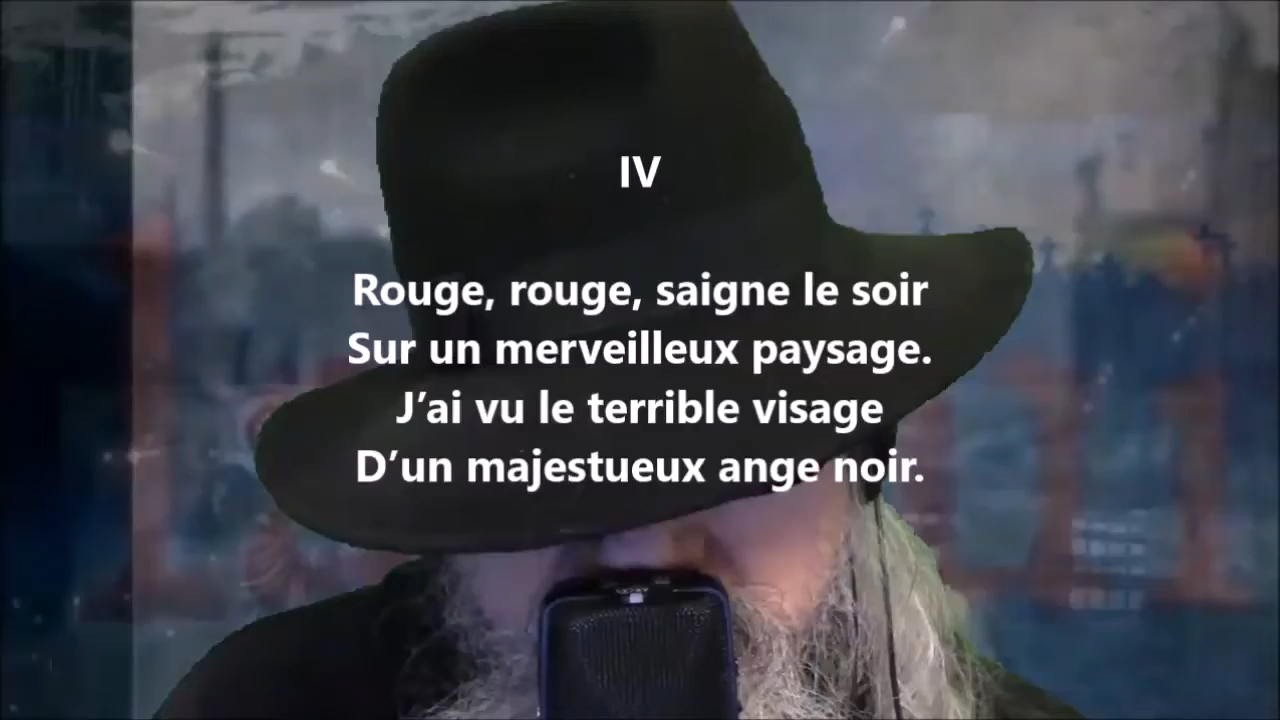 IV
Rouge, rouge, saigne le soir
Sur un merveilleux paysage.
J’ai vu le terrible visage
D’un majestueux ange noir.